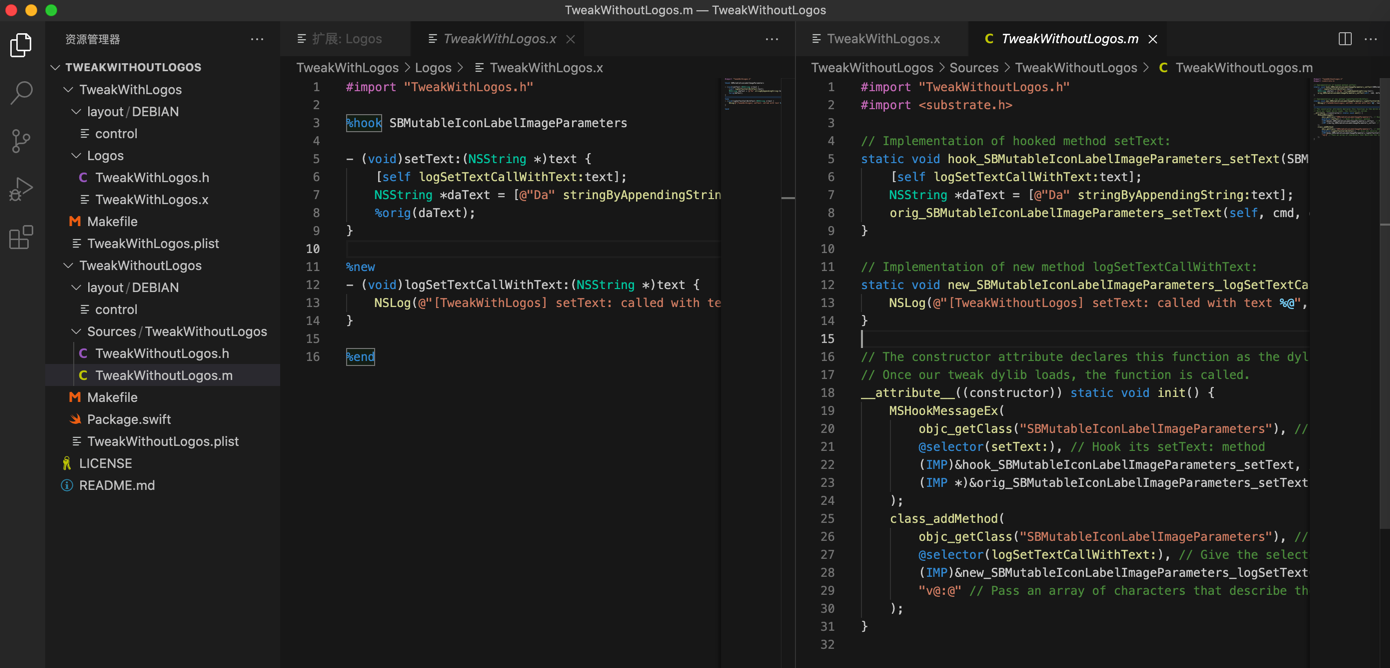 TweakWithoutLogos.m — TweakWithoutLogos
资源管理器
TWEAKWITHOUTLOGOS
TweakWithLogos
layout / DEBIAN
control
Logos
TweakWithLogos.h
TweakWithLogos.x
Makefile
TweakWithLogos.plist
TweakWithoutLogos
layout / DEBIAN
control
Sources / TweakWithoutLogos
TweakWithoutLogos.h
TweakWithoutLogos.m
Makefile
Package.swift
TweakWithoutLogos.plist
LICENSE
README.md
扩展: Logos
TweakWithLogos.x
TweakWithLogos > Logos > TweakWithLogos.x
1 #import "TweakWithLogos.h"
2
3 %hook SBMutableIconLabelImageParameters
4
5 - (void)setText:(NSString *)text {
6 [self logSetTextCallWithText:text];
7 NSString *daText = [@"Da" stringByAppendingStrin
8 %orig(daText);
9 }
10
11 %new
12 - (void)logSetTextCallWithText:(NSString *)text {
13 NSLog(@"[TweakWithLogos] setText: called with te
14 }
15
16 %end
TweakWithLogos.x
TweakWithoutLogos.m
TweakWithoutLogos > Sources > TweakWithoutLogos > C TweakWithoutLogos.m
1 #import "TweakWithoutLogos.h"
2 #import <substrate.h>
3
4 // Implementation of hooked method setText:
5 static void hook_SBMutableIconLabelImageParameters_setText(SBM
6 [self logSetTextCallWithText:text];
7 NSString *daText = [@"Da" stringByAppendingString:text];
8 orig_SBMutableIconLabelImageParameters_setText(self, cmd,
9 }
10
11 // Implementation of new method logSetTextCallWithText:
12 static void new_SBMutableIconLabelImageParameters_logSetTextCa
13 NSLog(@"[TweakWithoutLogos] setText: called with text %@",
14 }
15
16 // The constructor attribute declares this function as the dyl
17 // Once our tweak dylib loads, the function is called.
18 __attribute__((constructor)) static void init() {
19 MSHookMessageEx(
20 objc_getClass("SBMutableIconLabelImageParameters"), //
21 @selector(setText:), // Hook its setText: method
22 (IMP)&hook_SBMutableIconLabelImageParameters_setText,
23 (IMP *)&orig_SBMutableIconLabelImageParameters_setText
24 );
25 class_addMethod(
26 objc_getClass("SBMutableIconLabelImageParameters"), //
27 @selector(logSetTextCallWithText:), // Give the select
28 (IMP)&new_SBMutableIconLabelImageParameters_logSetText
29 "v@:@" // Pass an array of characters that describe th
30 );
31 }
32